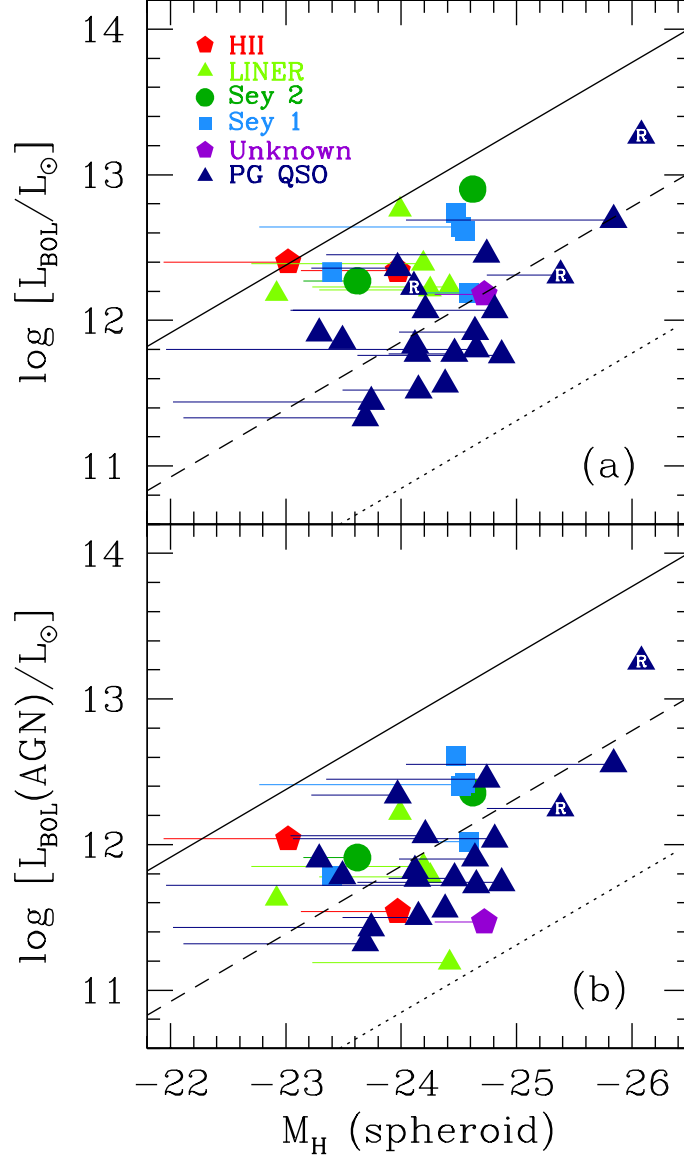 14
HII
LINER
Sey 2
Sey 1
Unknown
PG QSO
R
13
R
R
12
11
(a)
log [L_BOL/L_⊙]
14
R
13
R
12
11
(b)
log [L_BOL(AGN)/L_⊙]
−22 −23 −24 −25 −26
M_H (spheroid)